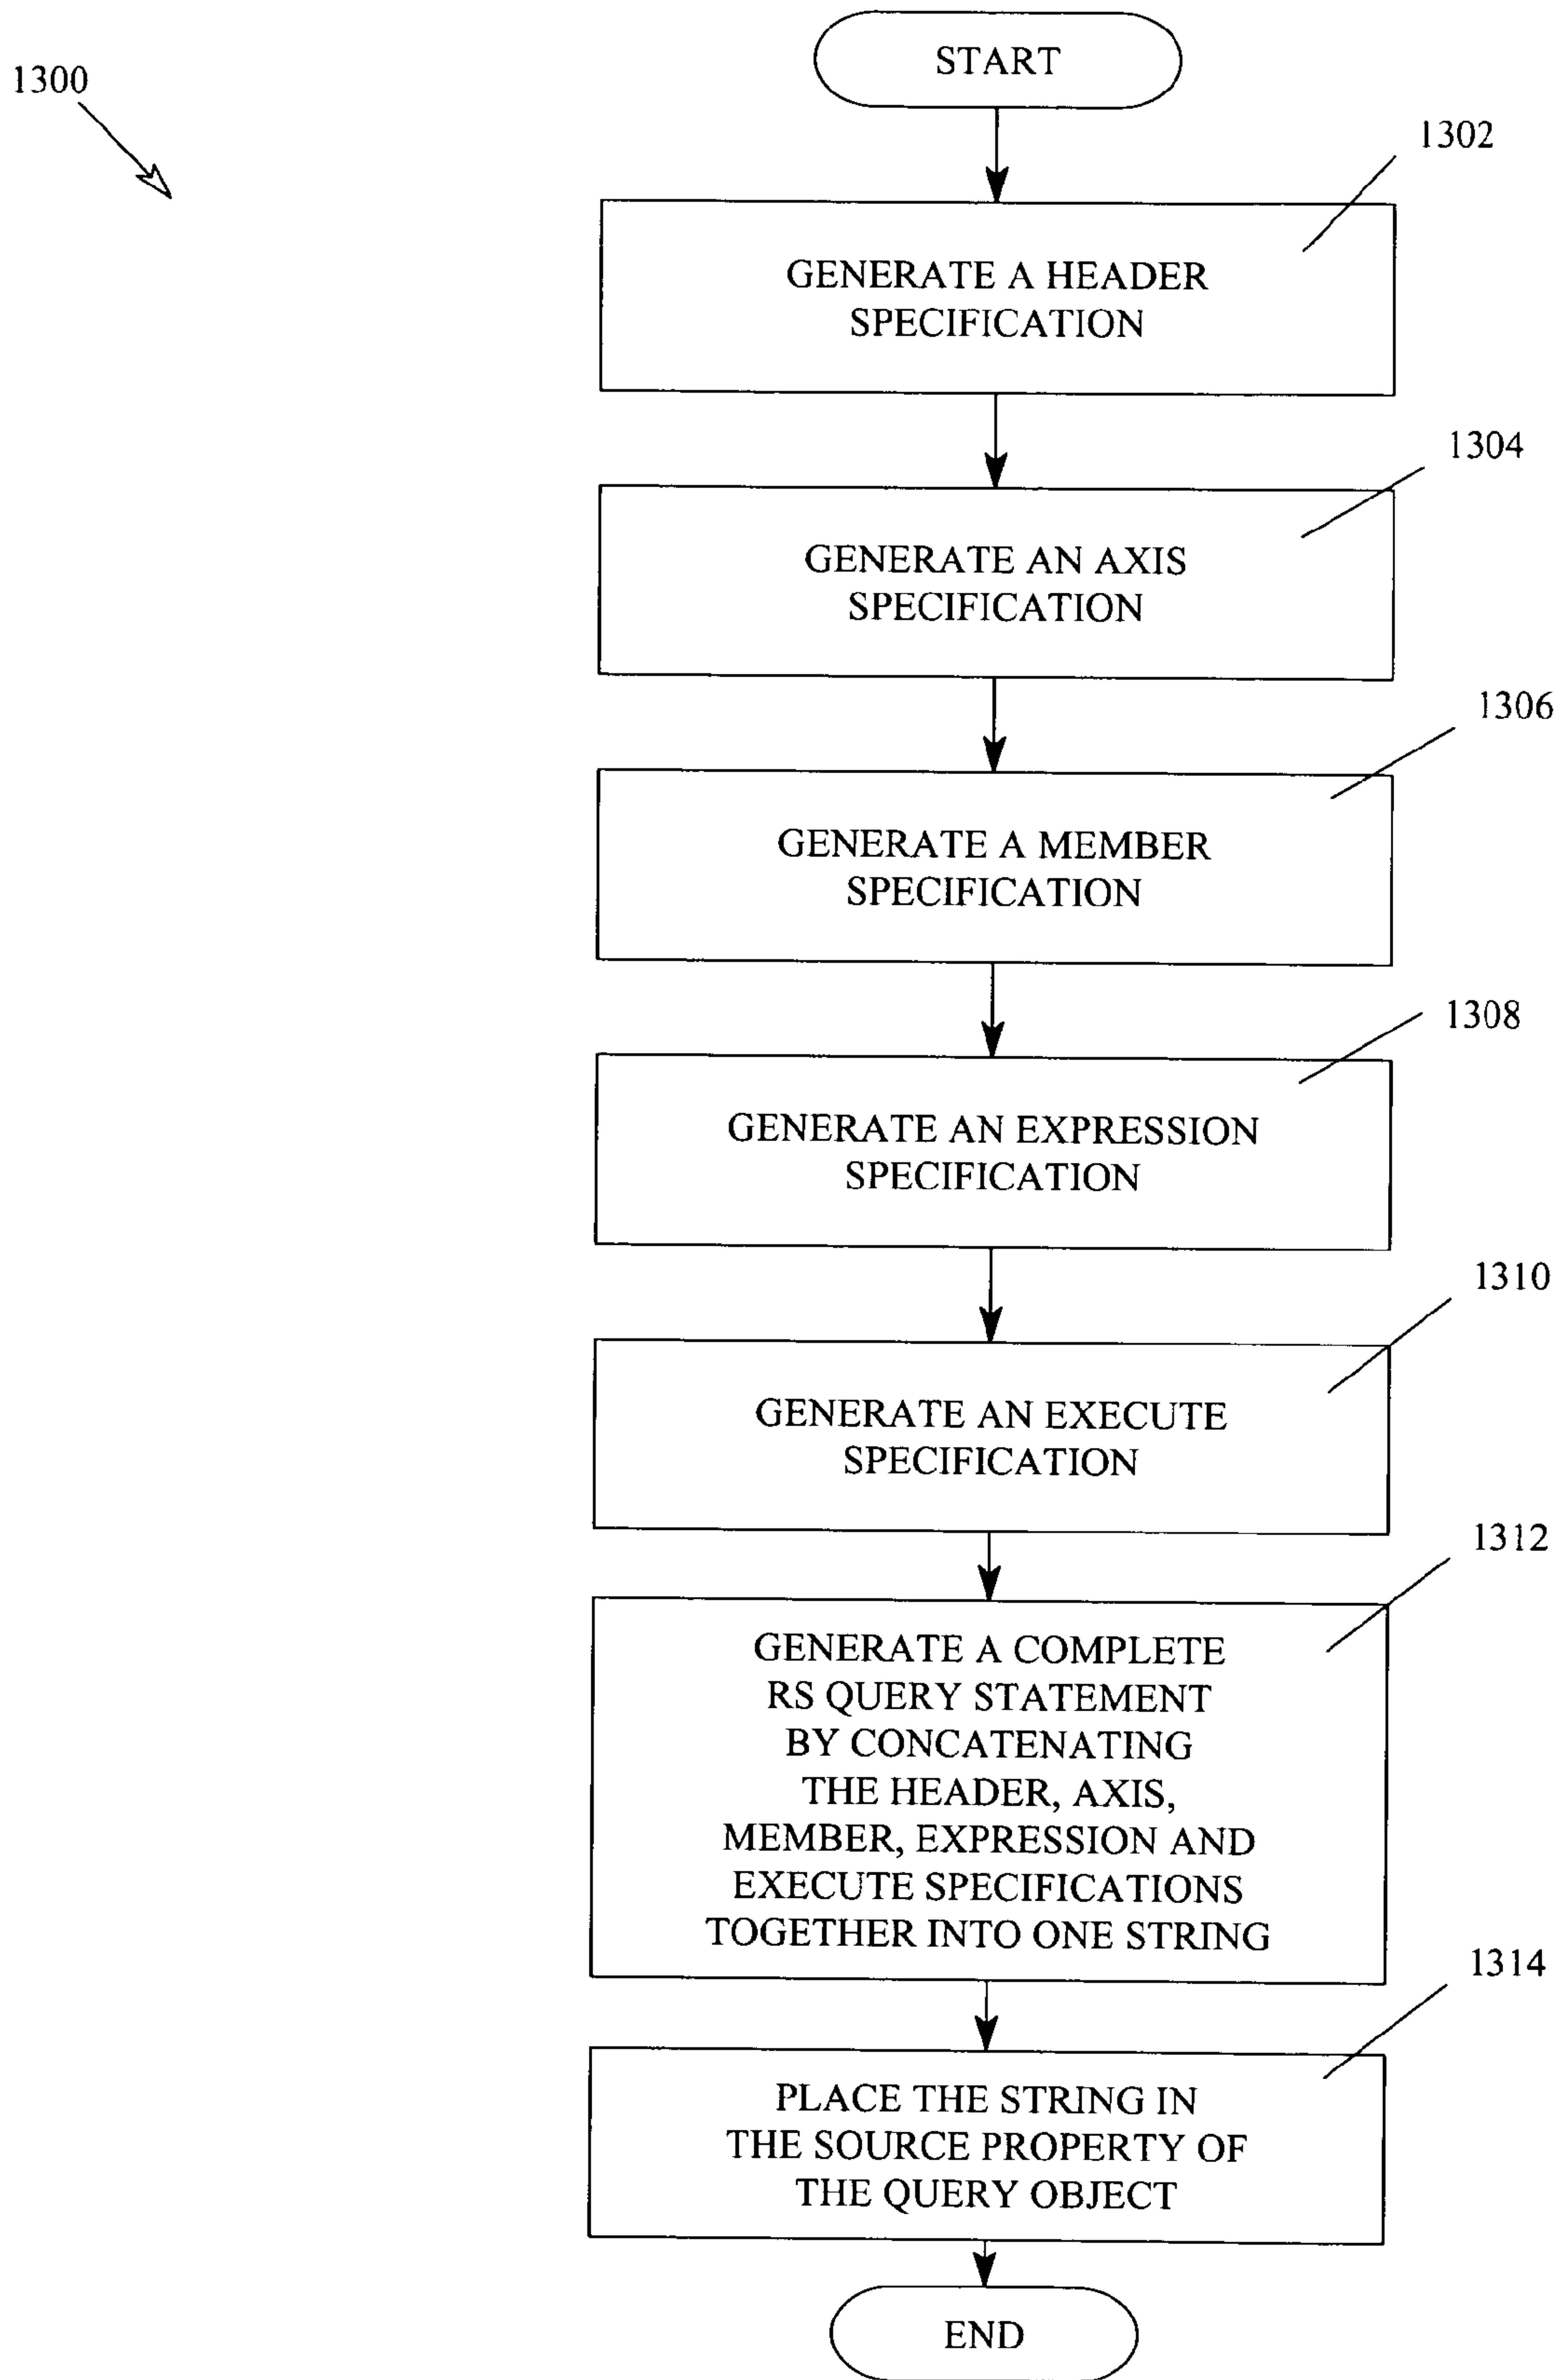 START
1300
1302
GENERATE A HEADER
SPECIFICATION
1304
GENERATE AN AXIS
SPECIFICATION
1306
GENERATE A MEMBER
SPECIFICATION
1308
GENERATE AN EXPRESSION
SPECIFICATION
1310
GENERATE AN EXECUTE
SPECIFICATION
1312
GENERATE A COMPLETE
RS QUERY STATEMENT
BY CONCATENATING
THE HEADER, AXIS,
MEMBER, EXPRESSION AND
EXECUTE SPECIFICATIONS
TOGETHER INTO ONE STRING
1314
PLACE THE STRING IN
THE SOURCE PROPERTY OF
THE QUERY OBJECT
END